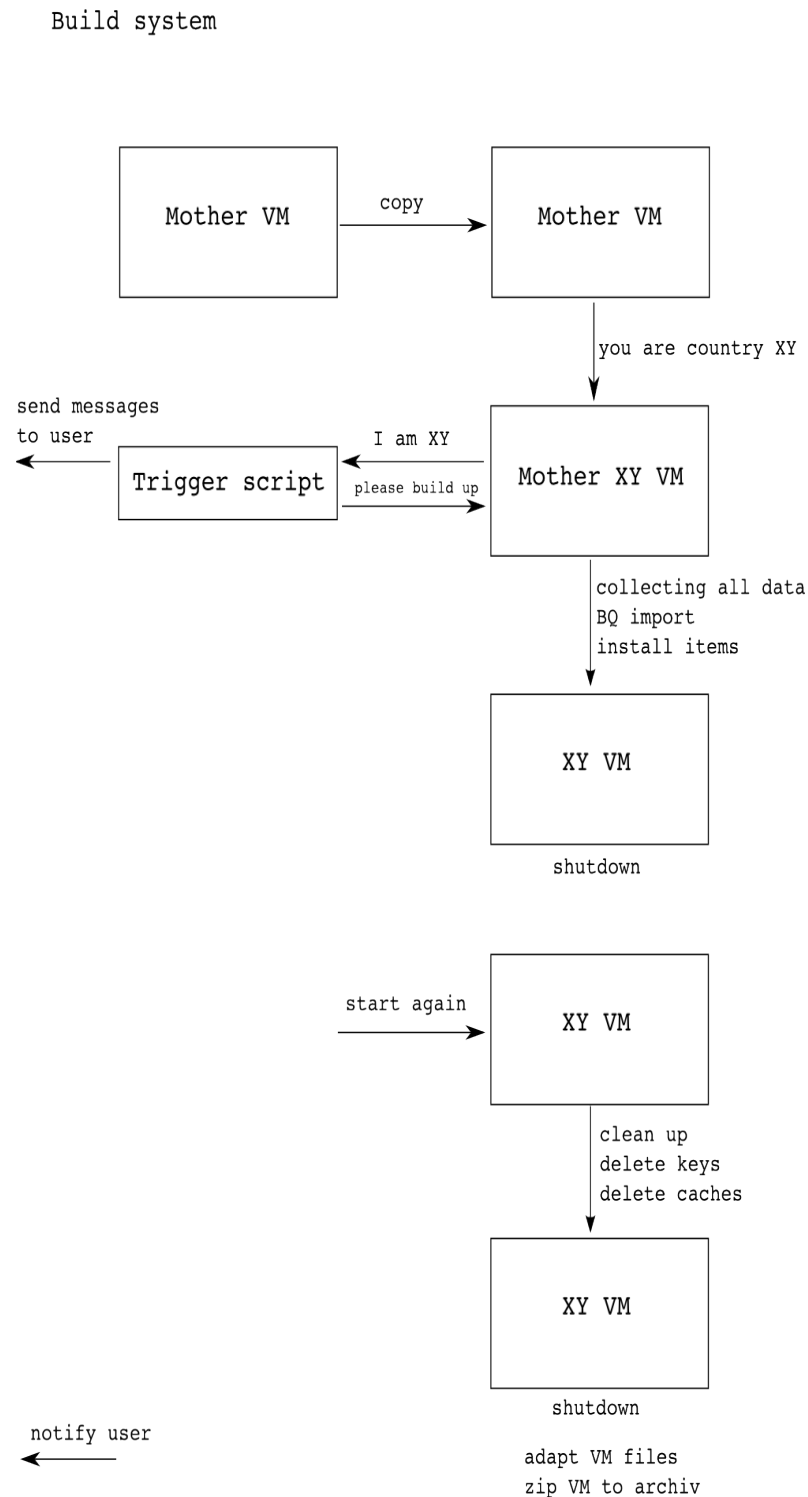 Build system
Mother VM
copy
Mother VM
you are country XY
send messages
to user
Trigger script
I am XY
please build up
Mother XY VM
collecting all data
BQ import
install items
XY VM
shutdown
start again
XY VM
clean up
delete keys
delete caches
XY VM
shutdown
notify user
adapt VM files
zip VM to archiv